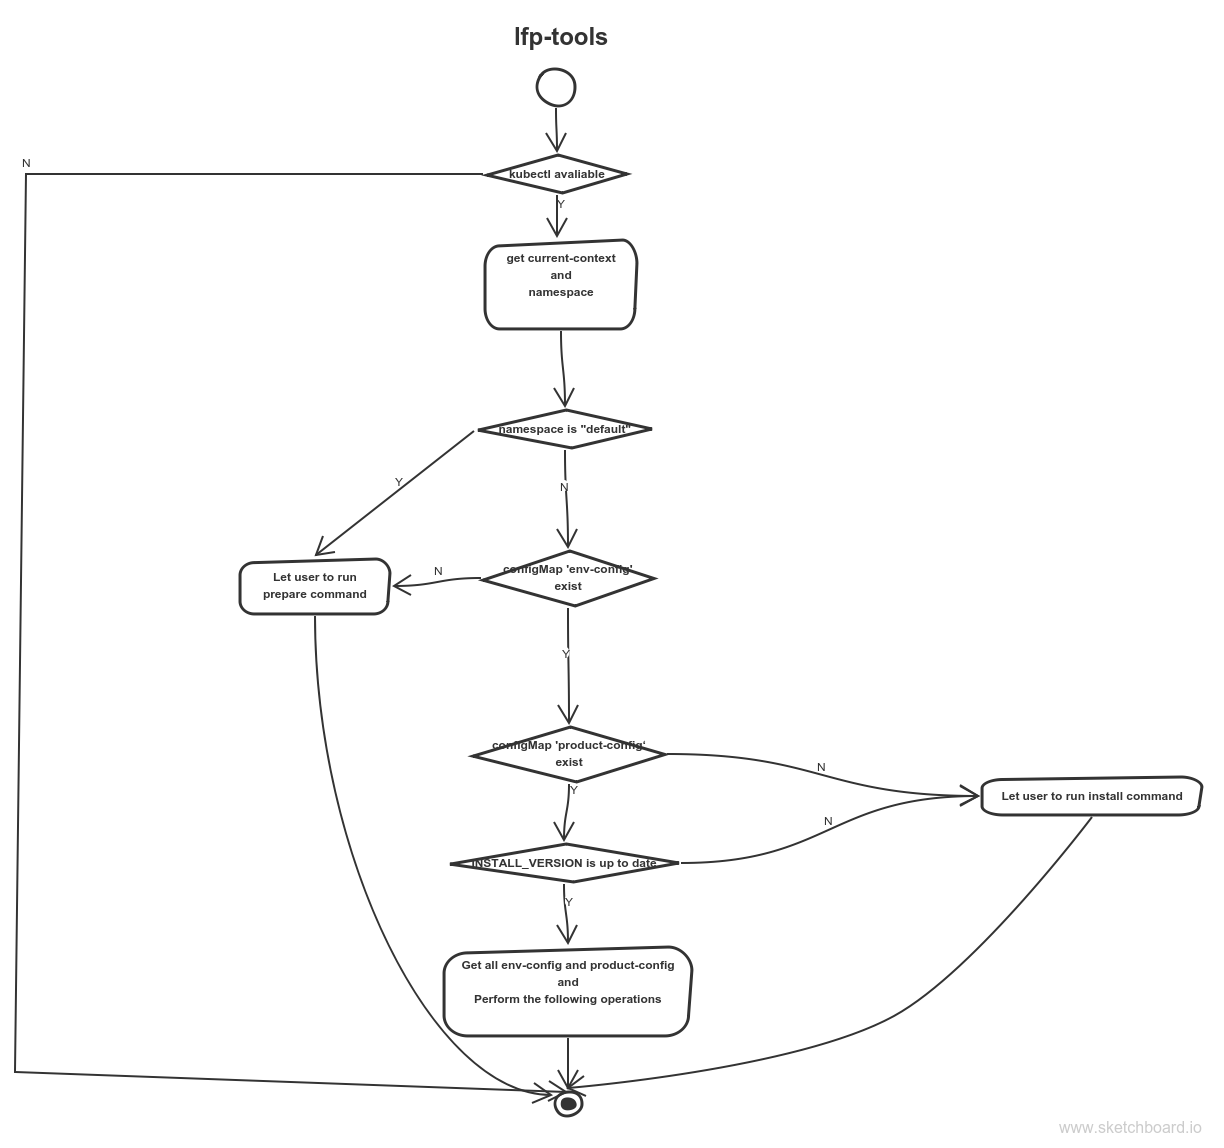 lfp-tools
N
kubectl avaliable
Y
get current-context
and
namespace
namespace is "default"
Y
N
configMap 'env-config'
exist
N
Let user to run
prepare command
Y
configMap 'product-config'
exist
N
Y
Let user to run install command
N
INSTALL_VERSION is up to date
Y
Get all env-config and product-config
and
Perform the following operations
www.sketchboard.io